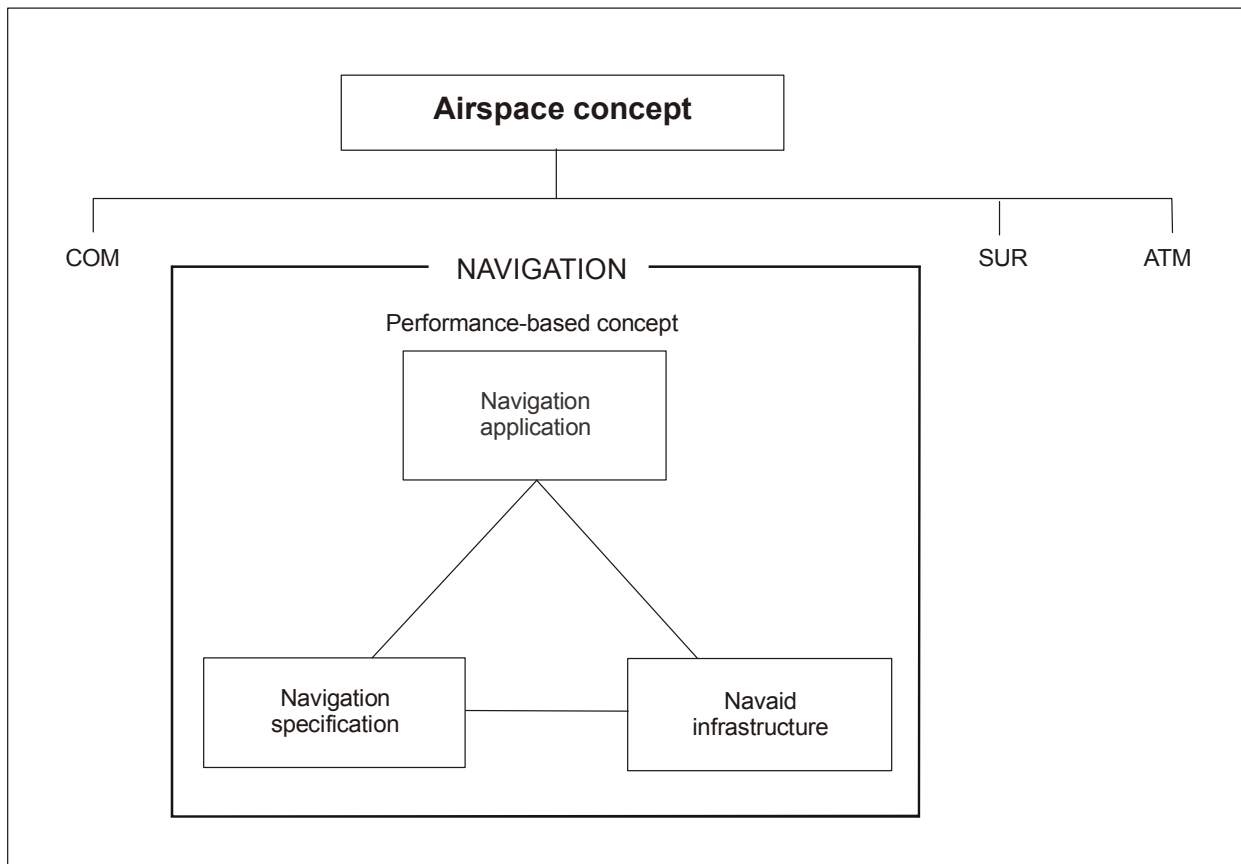 Airspace concept
COM
SUR
ATM
NAVIGATION
Performance-based concept
Navigation
application
Navigation
specification
Navaid
infrastructure